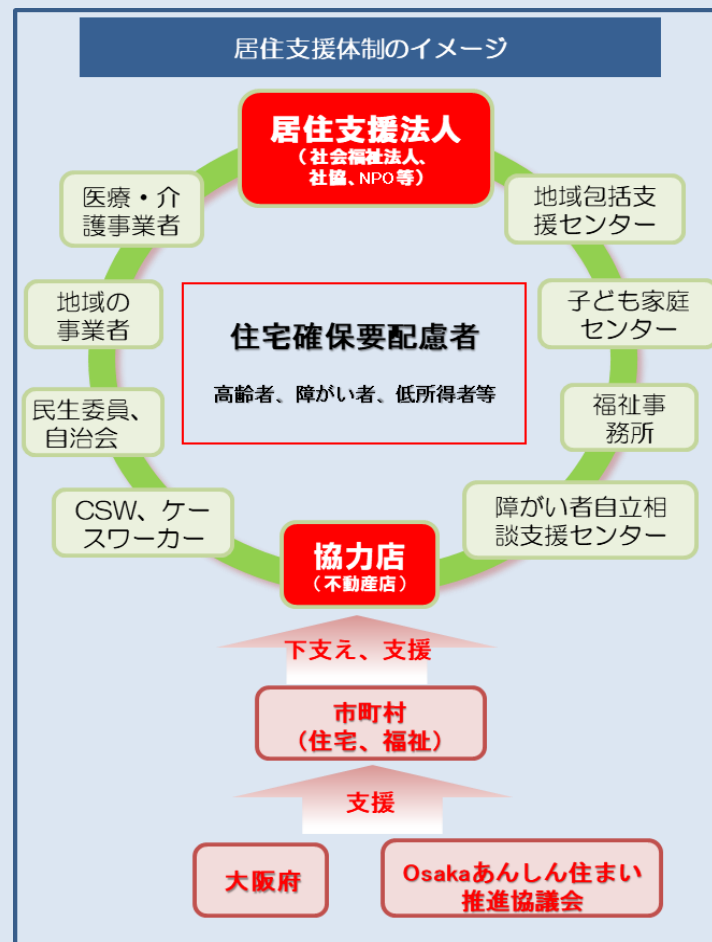 居住支援体制のイメージ
居住支援法人
（社会福祉法人、
社協、NPO等）
医療・介
護事業者
地域包括支
援センター
地域の
事業者
子ども家庭
センター
住宅確保要配慮者
高齢者、障がい者、低所得者等
民生委員、
自治会
福祉事
務所
CSW、ケー
スワーカー
障がい者自立相
談支援センター
協力店
（不動産店）
下支え、支援
市町村
（住宅、福祉）
支援
大阪府
Osakaあんしん住まい
推進協議会